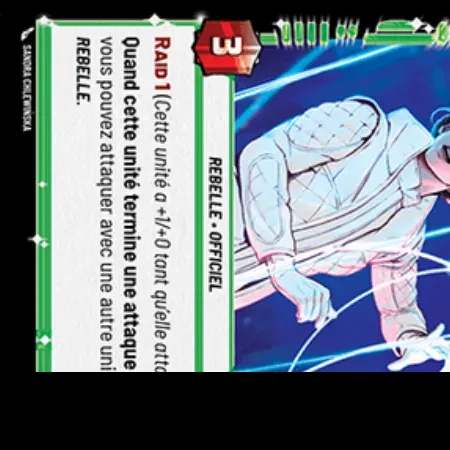 3
REBELLE • OFFICIEL
RAID 1 (Cette unité a +1/+0 tant qu'elle atta
Quand cette unité termine une attaque
vous pouvez attaquer avec une autre uni
REBELLE.
SANDRA CHLEWIŃSKA